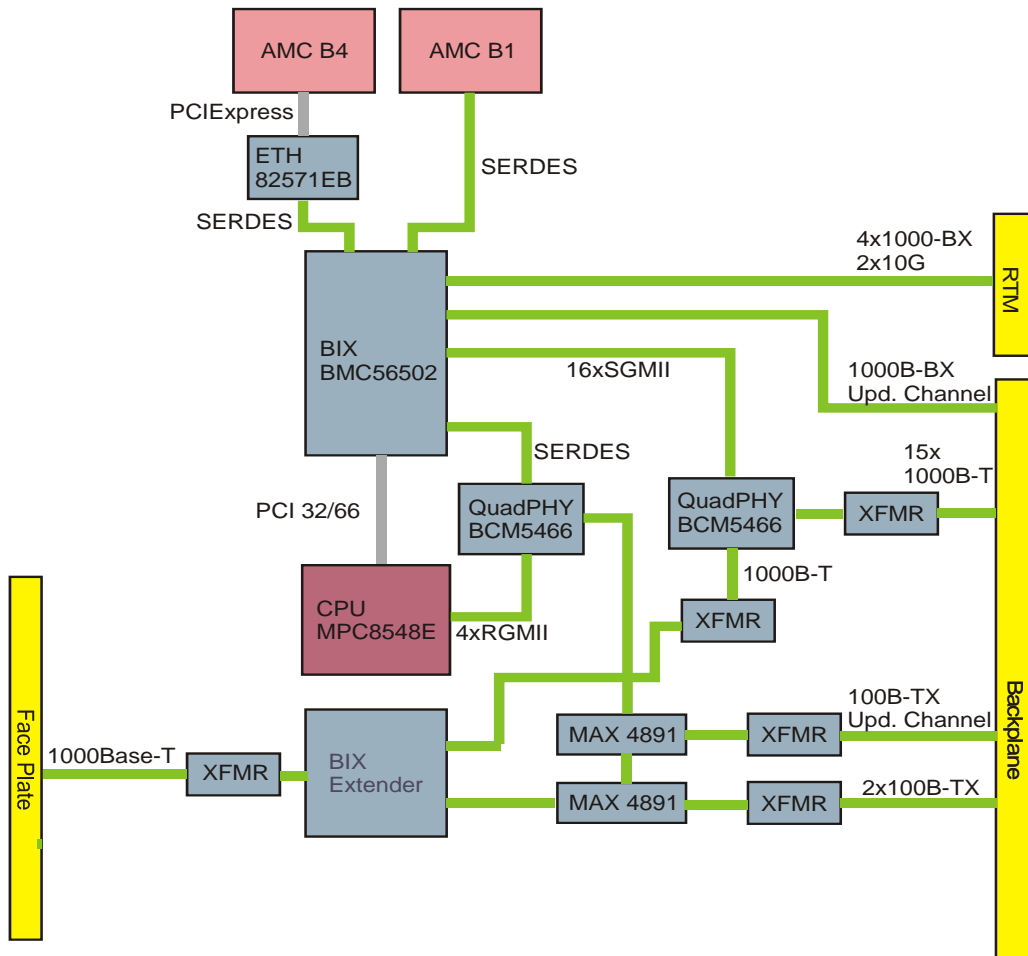 AMC B4
AMC B1
PCIExpress
ETH
82571EB
SERDES
SERDES
4x1000-BX
2x10G
RTM
BIX
BMC56502
16xSGMII
1000B-BX
Upd. Channel
SERDES
15x
1000B-T
PCI 32/66
QuadPHY
BCM5466
QuadPHY
BCM5466
XFMR
1000B-T
CPU
MPC8548E
4xRGMII
XFMR
Face Plate
Backplane
100B-TX
Upd. Channel
MAX 4891
XFMR
1000Base-T
XFMR
BIX
Extender
MAX 4891
XFMR
2x100B-TX